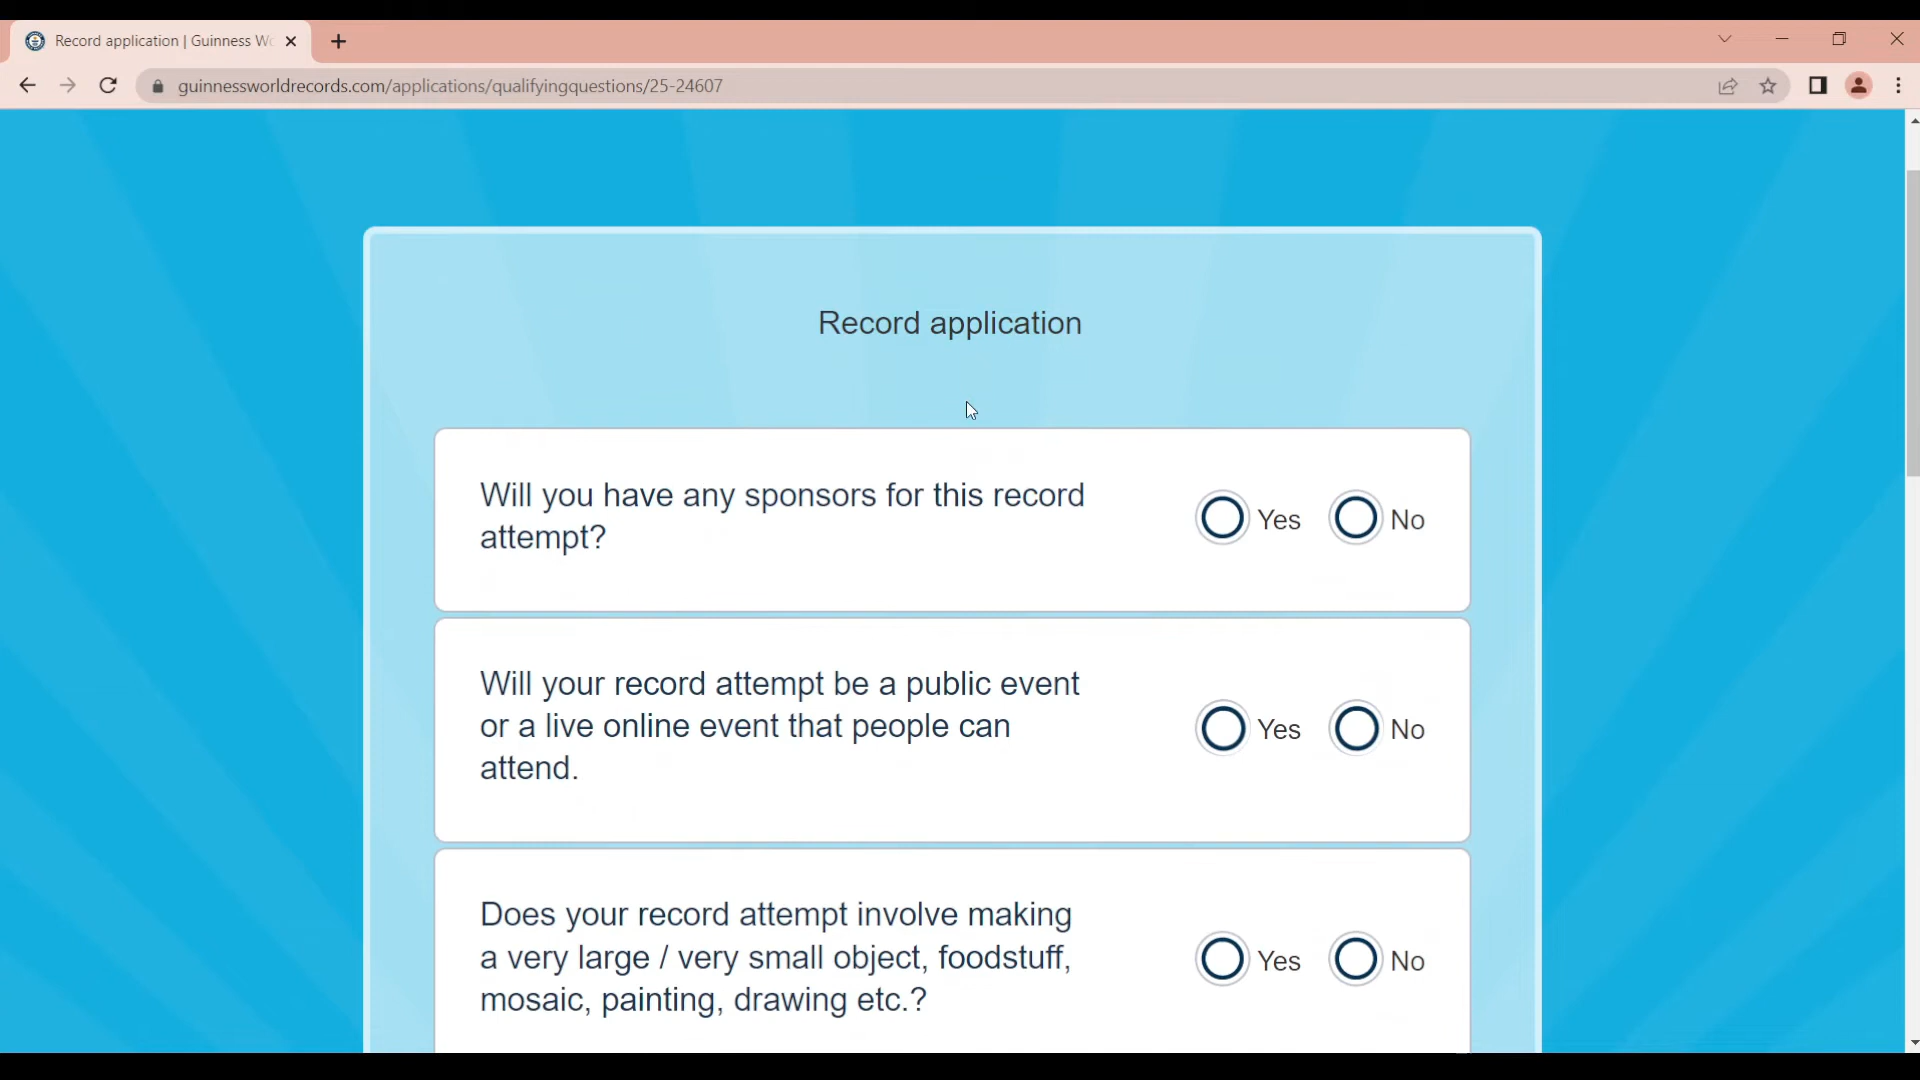 Record application | Guinness Wo
guinnessworldrecords.com/applications/qualifyingquestions/25-24607
Record application
Will you have any sponsors for this record
attempt?
Yes
No
Will your record attempt be a public event
or a live online event that people can
attend.
Yes
No
Does your record attempt involve making
a very large / very small object, foodstuff,
mosaic, painting, drawing etc.?
Yes
No